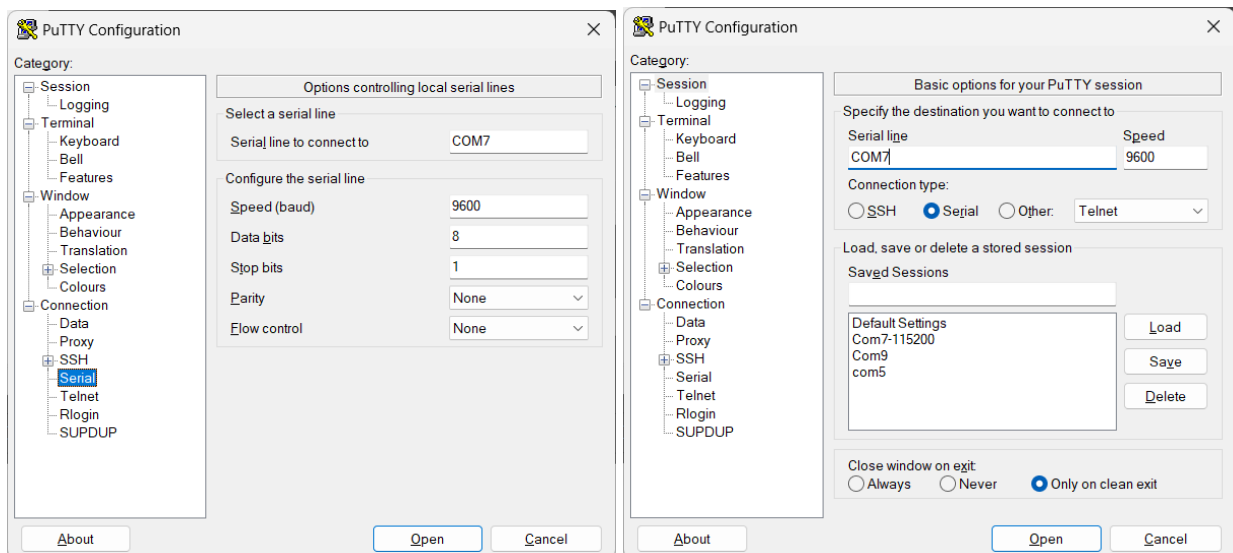 PuTTY Configuration
Category:
Session
Logging
Terminal
Keyboard
Bell
Features
Window
Appearance
Behaviour
Translation
Selection
Colours
Connection
Data
Proxy
SSH
Serial
Telnet
Rlogin
SUPDUP
Options controlling local serial lines
Select a serial line
Serial line to connect to COM7
Configure the serial line
Speed (baud) 9600
Data bits 8
Stop bits 1
Parity None
Flow control None
About Open Cancel
PuTTY Configuration
Category:
Session
Logging
Terminal
Keyboard
Bell
Features
Window
Appearance
Behaviour
Translation
Selection
Colours
Connection
Data
Proxy
SSH
Serial
Telnet
Rlogin
SUPDUP
Basic options for your PuTTY session
Specify the destination you want to connect to
Serial line Speed
COM7 9600
Connection type:
SSH Serial Other: Telnet
Load, save or delete a stored session
Saved Sessions
Default Settings
Com7-115200
Com9
com5
Load
Save
Delete
Close window on exit:
Always Never Only on clean exit
About Open Cancel